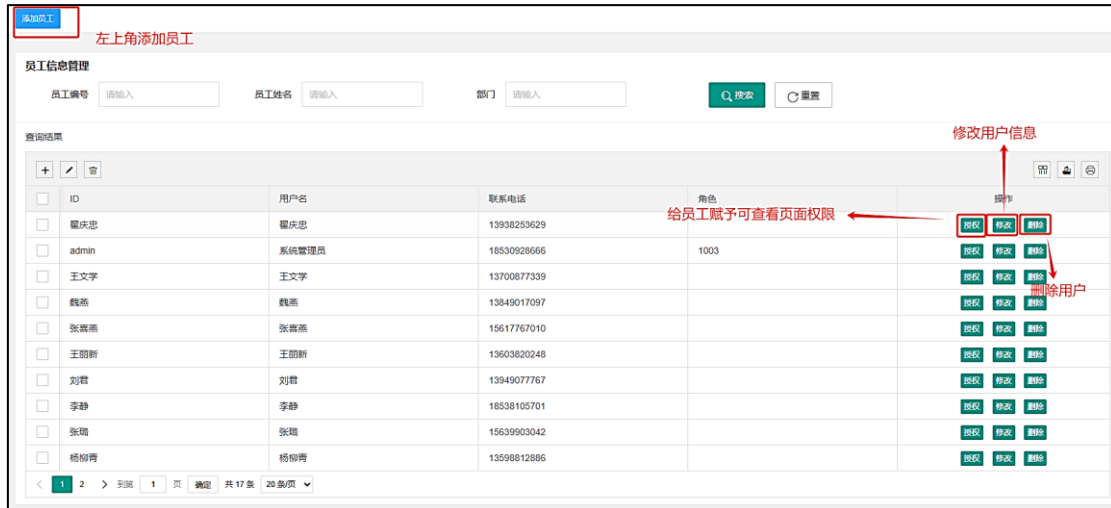 添加员工
左上角添加员工
员工信息管理
员工编号 请输入 员工姓名 请输入 部门 请输入 搜索 重置
查询结果
修改用户信息
ID 用户名 联系电话 角色 操作
给员工赋予可查看页面权限
翟庆忠 翟庆忠 13938253629 授权 修改 删除
admin 系统管理员 18530928666 1003 授权 修改 删除
王文学 王文学 13700877339 授权 修改 删除
删除用户
魏燕 魏燕 13849017097 授权 修改 删除
张喜燕 张喜燕 15617767010 授权 修改 删除
王丽新 王丽新 13603820248 授权 修改 删除
刘君 刘君 13949077767 授权 修改 删除
李静 李静 18538105701 授权 修改 删除
张璐 张璐 15639903042 授权 修改 删除
杨柳青 杨柳青 13598812886 授权 修改 删除
1 2 到第 1 页 确定 共 17 条 20 条/页